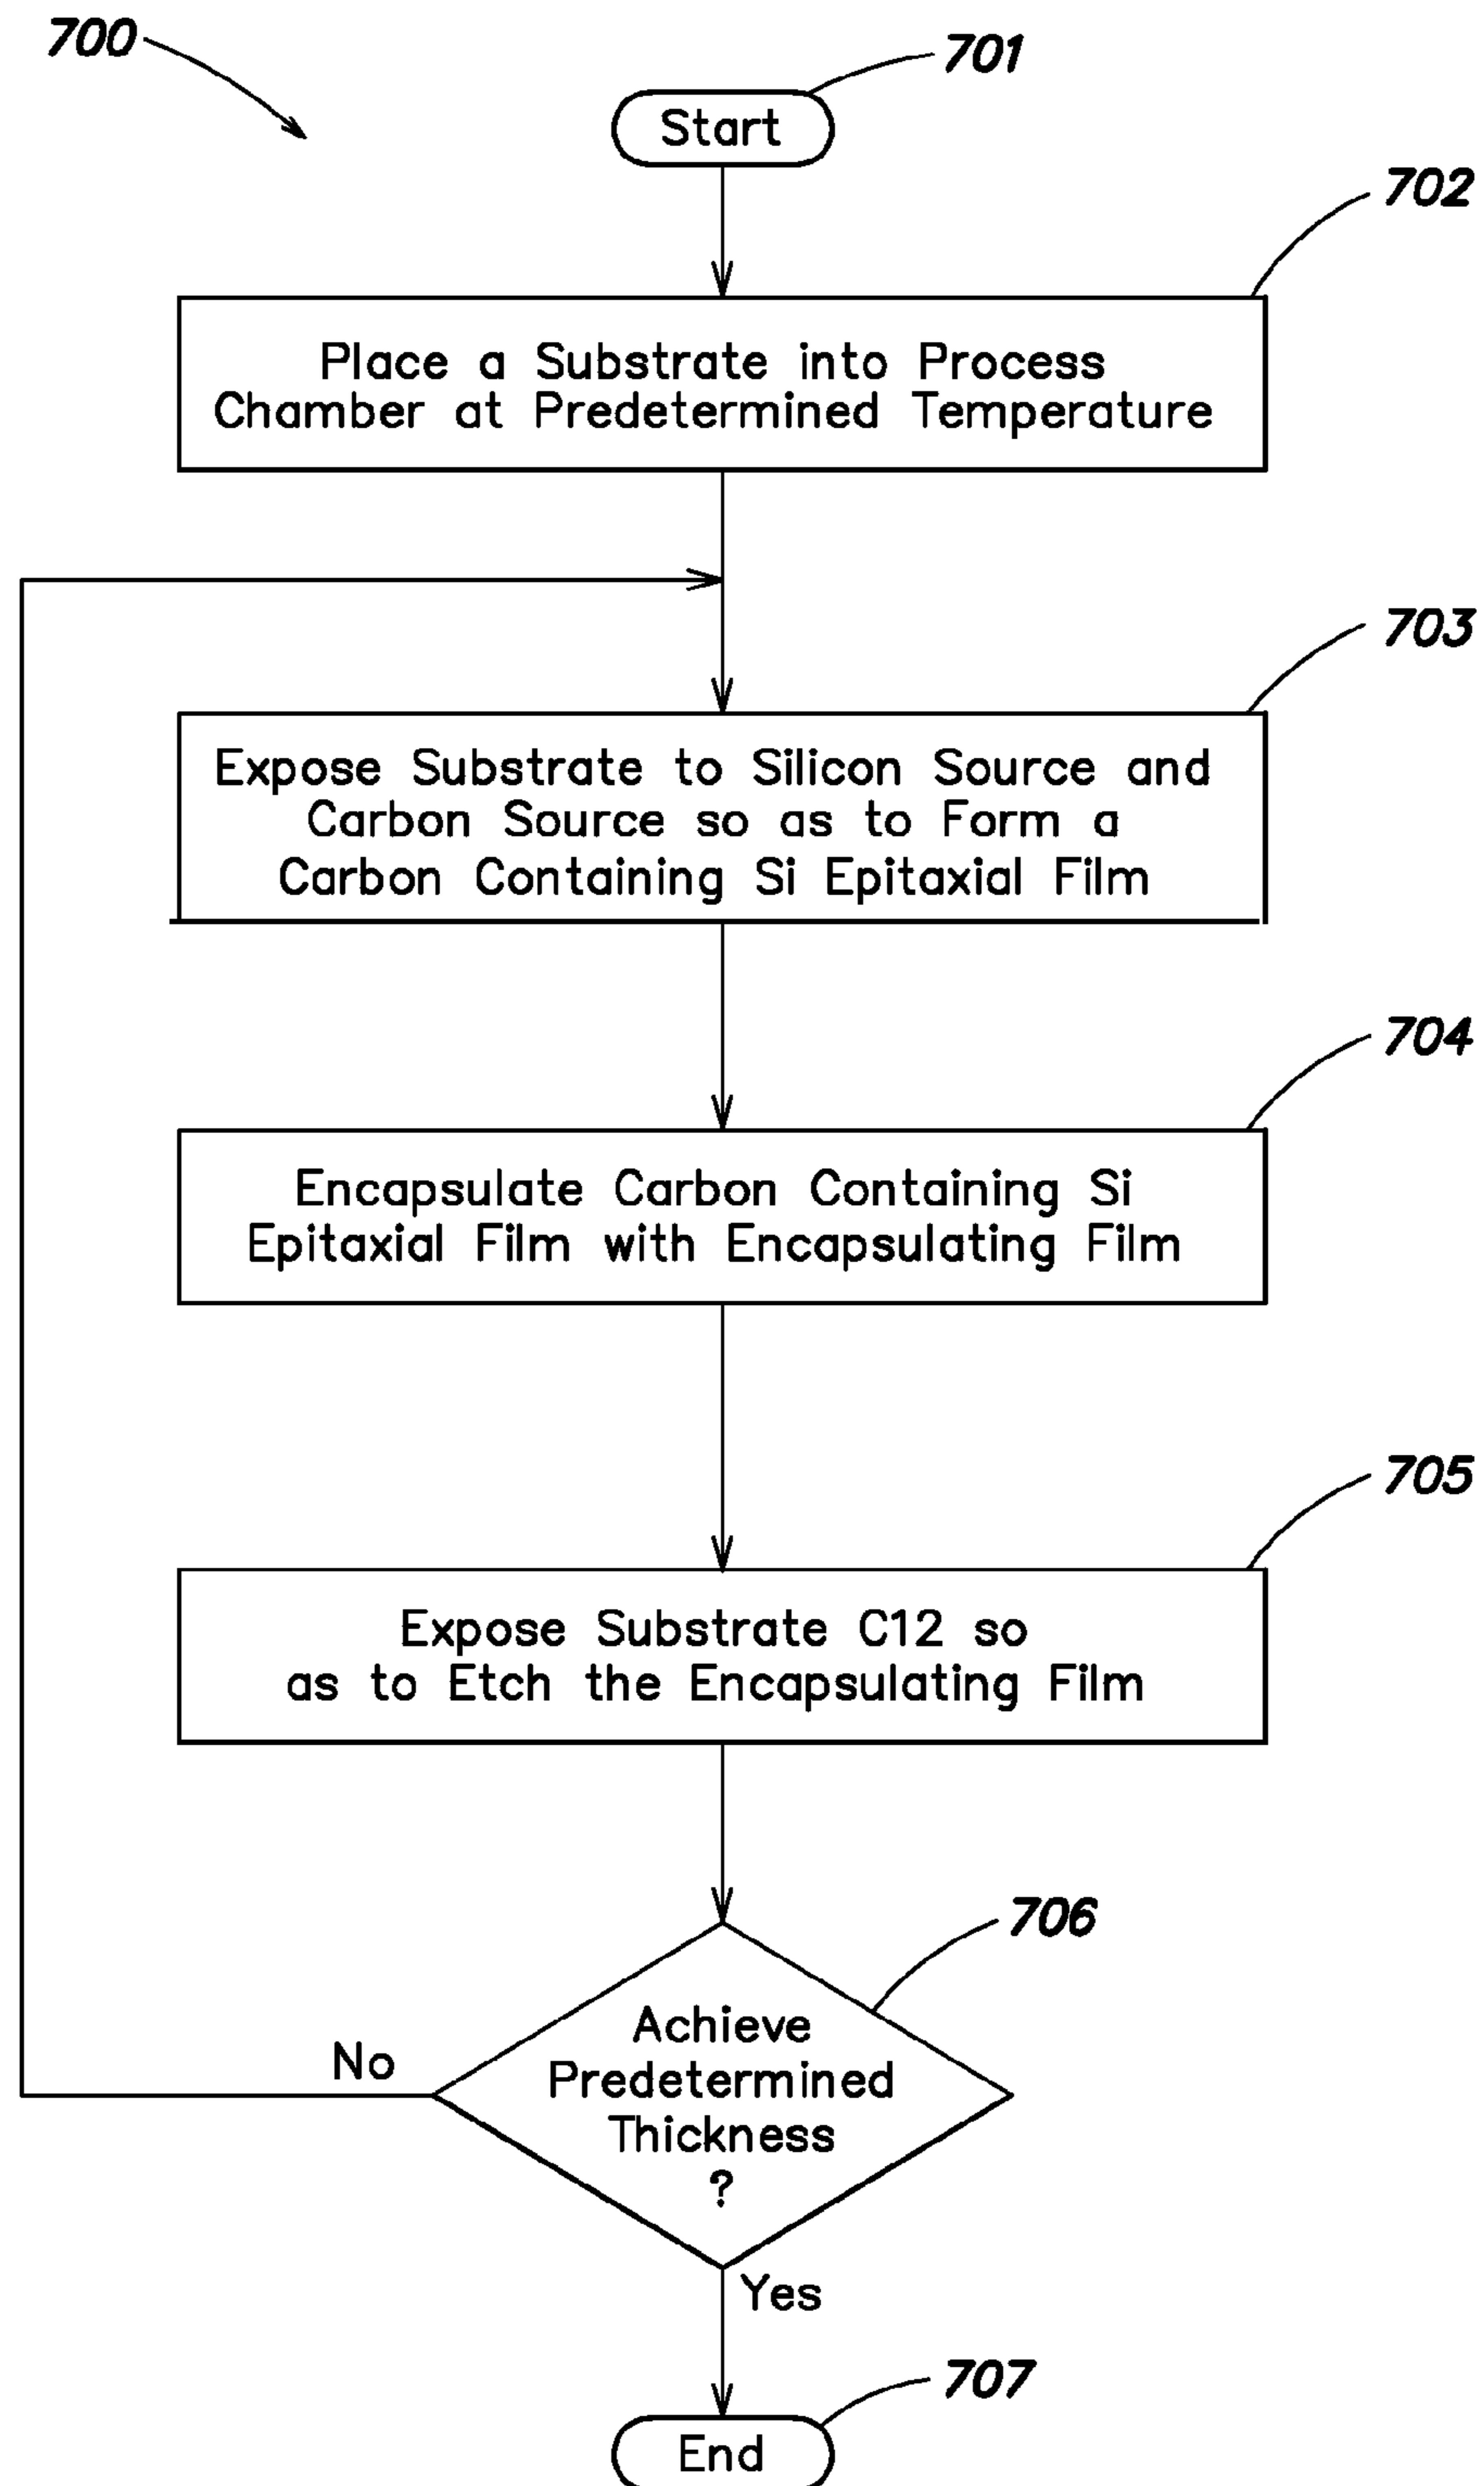 700
701
Start
702
Place a Substrate into Process
Chamber at Predetermined Temperature
703
Expose Substrate to Silicon Source and
Carbon Source so as to Form a
Carbon Containing Si Epitaxial Film
704
Encapsulate Carbon Containing Si
Epitaxial Film with Encapsulating Film
705
Expose Substrate C12 so
as to Etch the Encapsulating Film
706
Achieve
Predetermined
Thickness
?
No
Yes
707
End